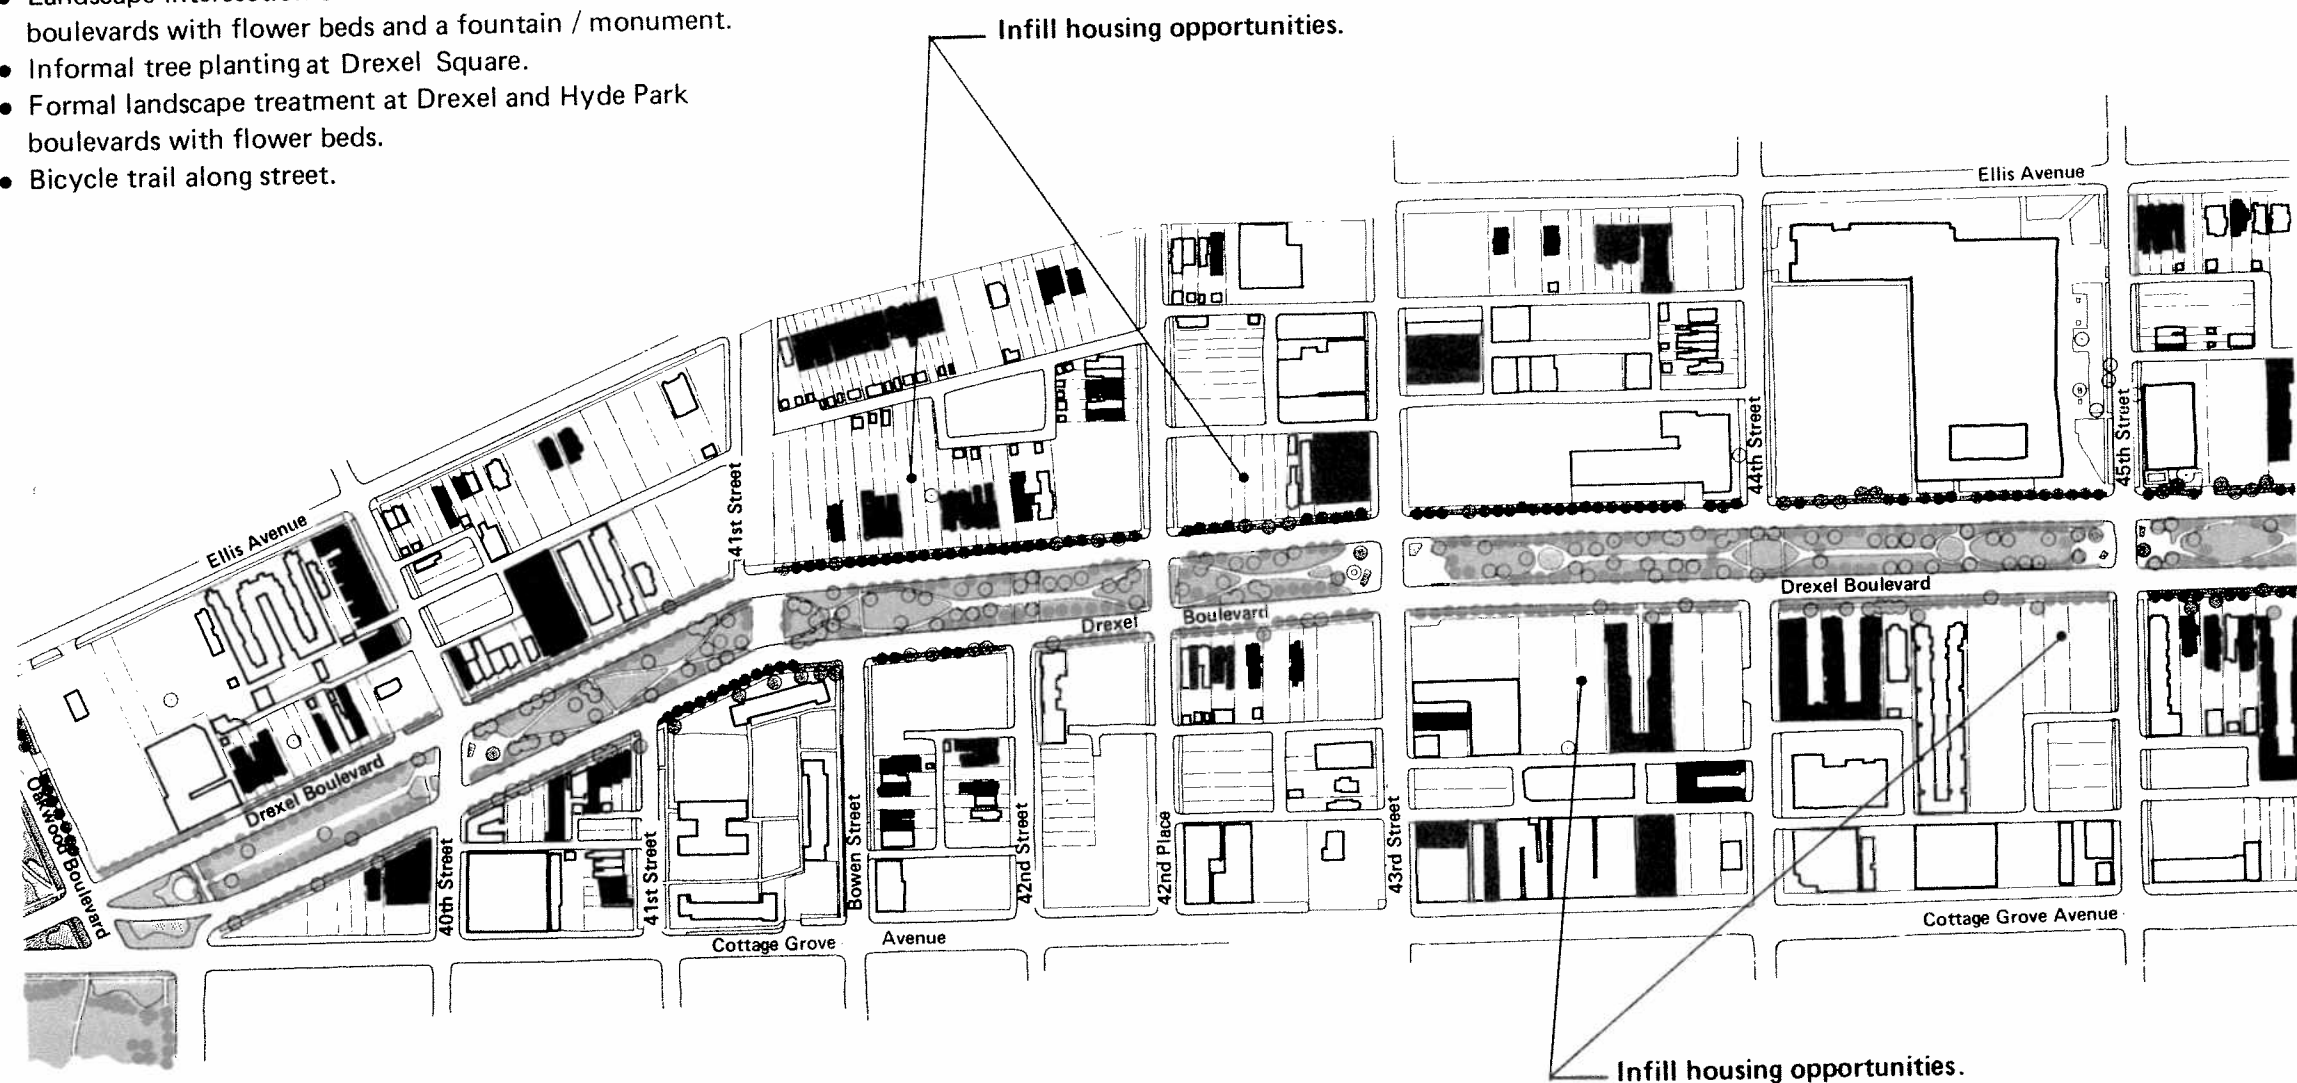 boulevards with flower beds and a fountain / monument.
• Informal tree planting at Drexel Square.
• Formal landscape treatment at Drexel and Hyde Park
boulevards with flower beds.
• Bicycle trail along street.
Infill housing opportunities.
Ellis Avenue
Ellis Avenue
41st Street
44th Street
45th Street
Drexel Boulevard
Drexel Boulevard
Drexel Boulevard
Oakwood Boulevard
40th Street
41st Street
Bowen Street
42nd Street
42nd Place
43rd Street
Cottage Grove Avenue
Cottage Grove Avenue
Infill housing opportunities.